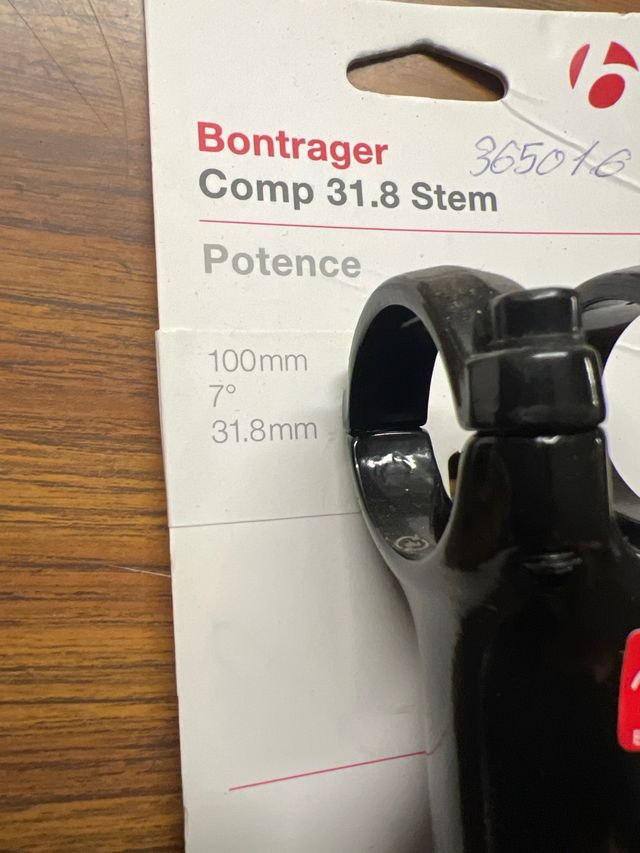 Bontrager
365016
Comp 31.8 Stem
Potence
100mm
7°
31.8mm